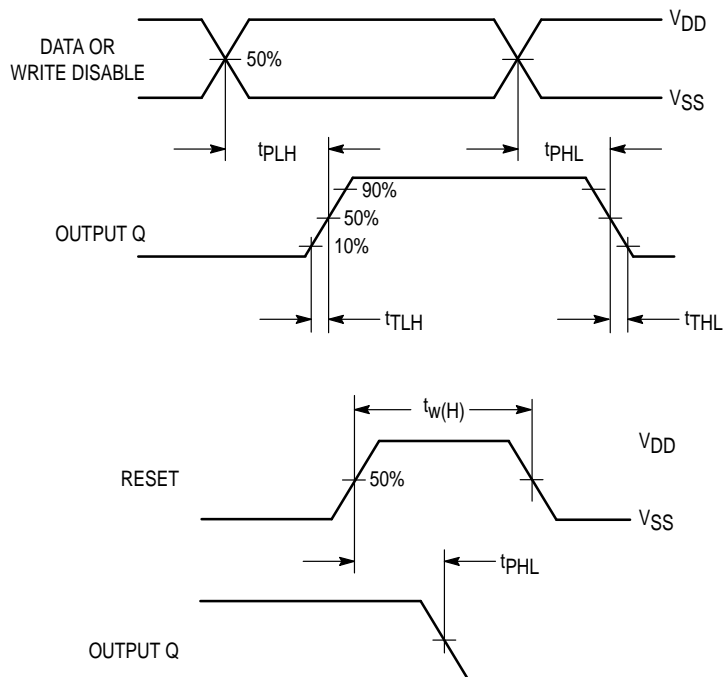 DATA OR
WRITE DISABLE
50%
VDD
VSS
tPLH
tPHL
OUTPUT Q
90%
50%
10%
tTLH
tTHL
tw(H)
RESET
50%
VDD
VSS
tPHL
OUTPUT Q